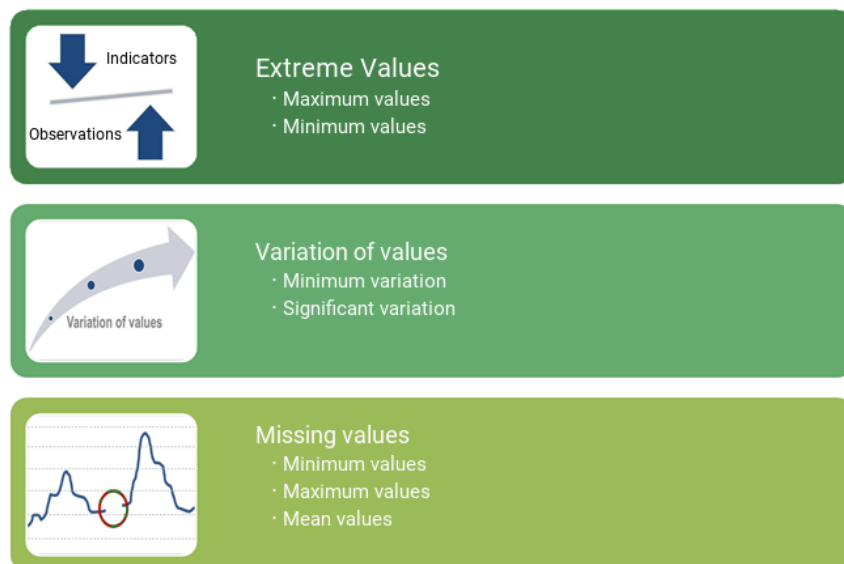 Indicators
Observations
Extreme Values
· Maximum values
· Minimum values
Variation of values
Variation of values
· Minimum variation
· Significant variation
Missing values
· Minimum values
· Maximum values
· Mean values